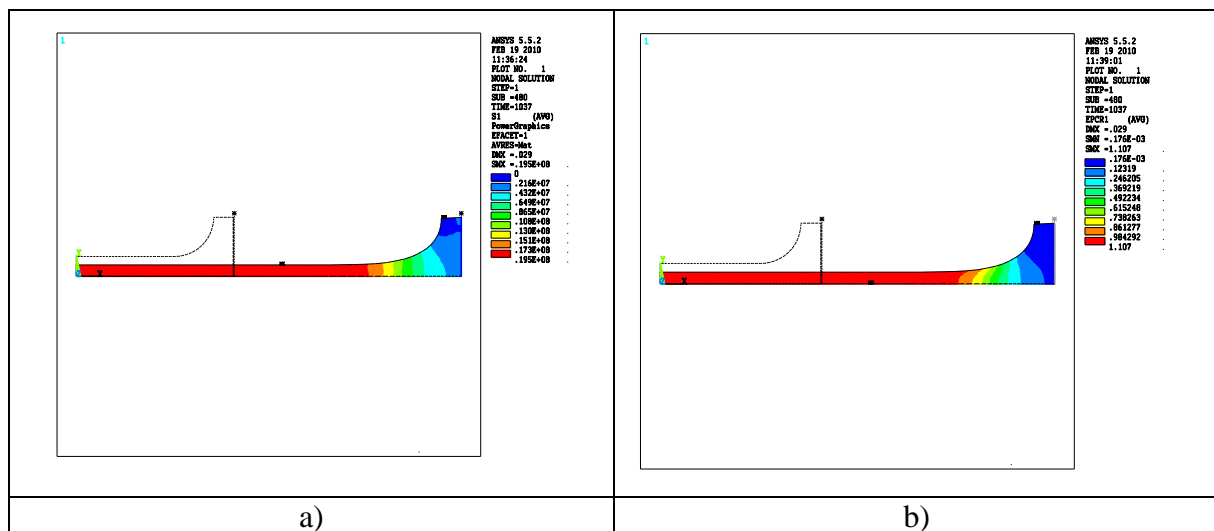 1
ANSYS 5.5.2
FEB 19 2010
11:36:24
PLOT NO. 1
NODAL SOLUTION
STEP=1
SUB =480
TIME=1037
S1 (AVG)
PowerGraphics
EFACET=1
AVRES=Mat
DMX =.029
SMX =.195E+08
0
.216E+07
.432E+07
.649E+07
.865E+07
.108E+08
.130E+08
.151E+08
.173E+08
.195E+08
Y
X
a)
1
ANSYS 5.5.2
FEB 19 2010
11:39:01
PLOT NO. 1
NODAL SOLUTION
STEP=1
SUB =480
TIME=1037
EPCR1 (AVG)
DMX =.029
SMN =.176E-03
SMX =1.107
.176E-03
.12319
.246205
.369219
.492234
.615248
.738263
.861277
.984292
1.107
Y
X
b)